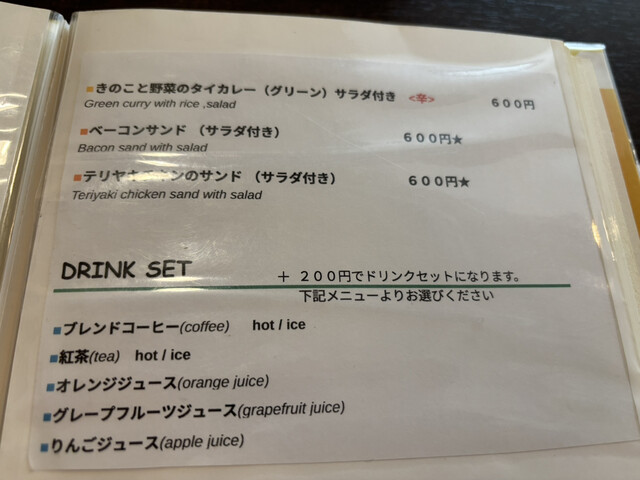 ■きのこと野菜のタイカレー（グリーン）サラダ付き <辛> ６００円
Green curry with rice ,salad
■ベーコンサンド （サラダ付き） ６００円★
Bacon sand with salad
■テリヤキチキンのサンド （サラダ付き） ６００円★
Teriyaki chicken sand with salad
DRINK SET ＋ ２００円でドリンクセットになります。
下記メニューよりお選びください
■ブレンドコーヒー(coffee) hot / ice
■紅茶(tea) hot / ice
■オレンジジュース(orange juice)
■グレープフルーツジュース(grapefruit juice)
■りんごジュース(apple juice)